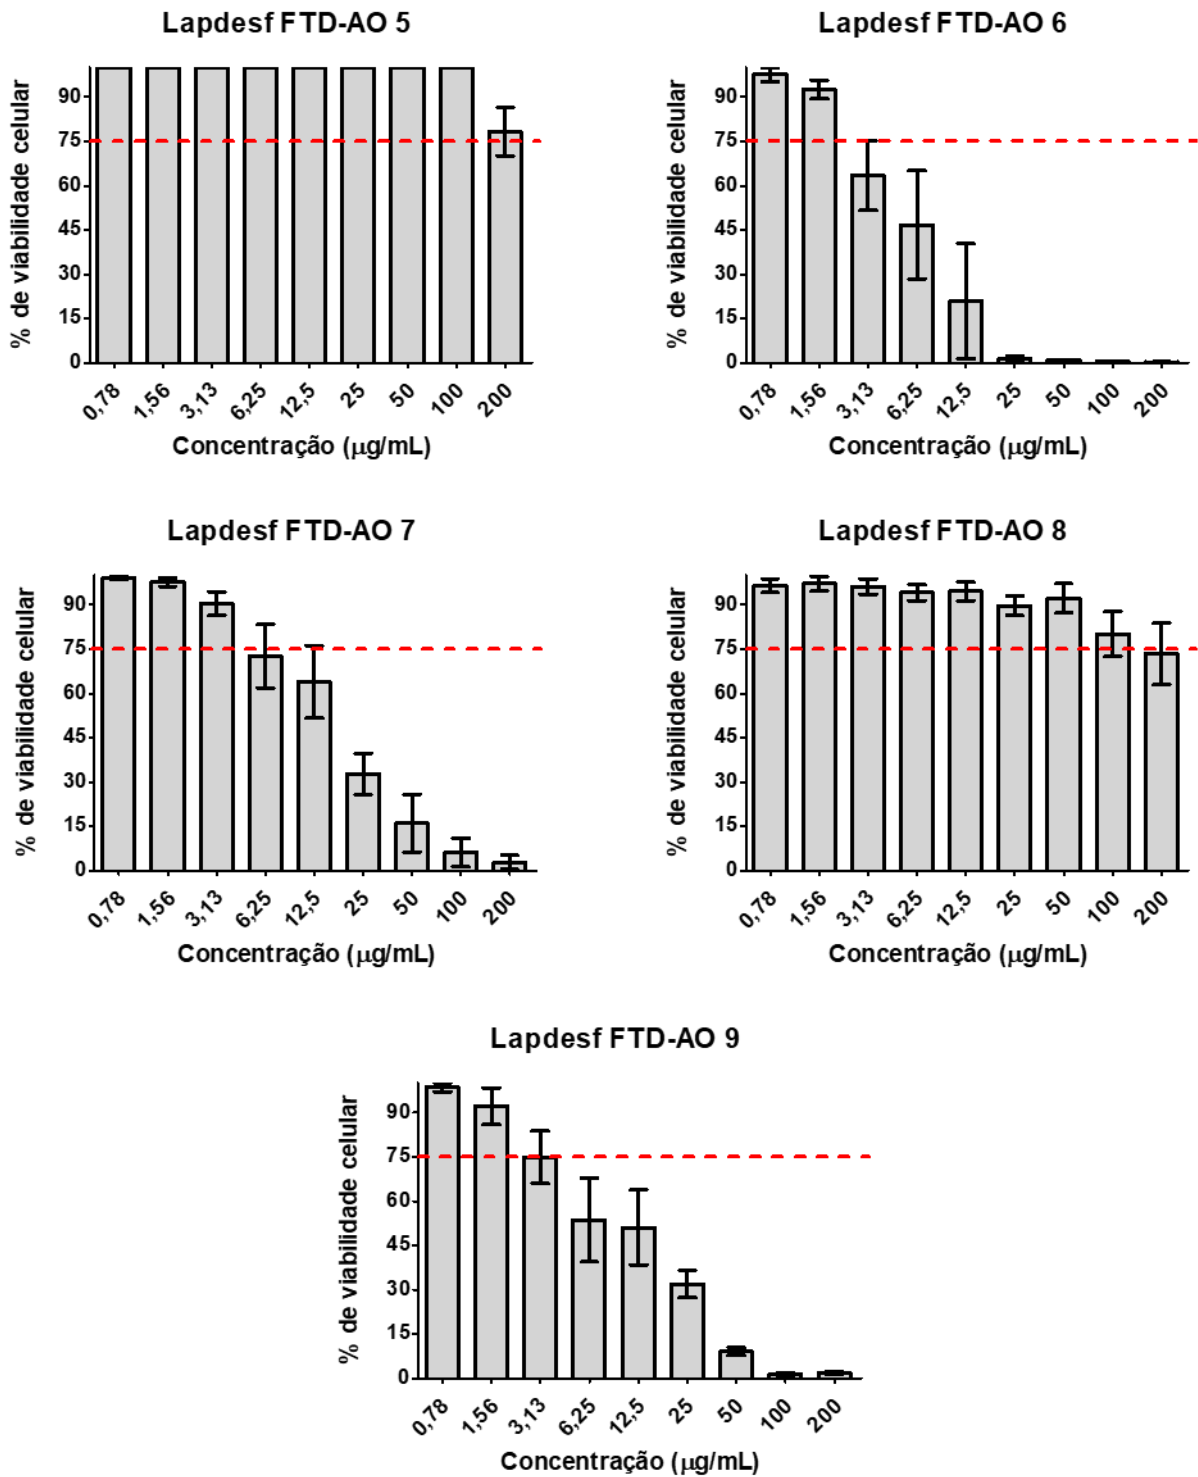 Lapdesf FTD-AO 5
% de viabilidade celular
90
75
60
45
30
15
0
0,78 1,56 3,13 6,25 12,5 25 50 100 200
Concentração (μg/mL)
Lapdesf FTD-AO 6
% de viabilidade celular
90
75
60
45
30
15
0
0,78 1,56 3,13 6,25 12,5 25 50 100 200
Concentração (μg/mL)
Lapdesf FTD-AO 7
% de viabilidade celular
90
75
60
45
30
15
0
0,78 1,56 3,13 6,25 12,5 25 50 100 200
Concentração (μg/mL)
Lapdesf FTD-AO 8
% de viabilidade celular
90
75
60
45
30
15
0
0,78 1,56 3,13 6,25 12,5 25 50 100 200
Concentração (μg/mL)
Lapdesf FTD-AO 9
% de viabilidade celular
90
75
60
45
30
15
0
0,78 1,56 3,13 6,25 12,5 25 50 100 200
Concentração (μg/mL)